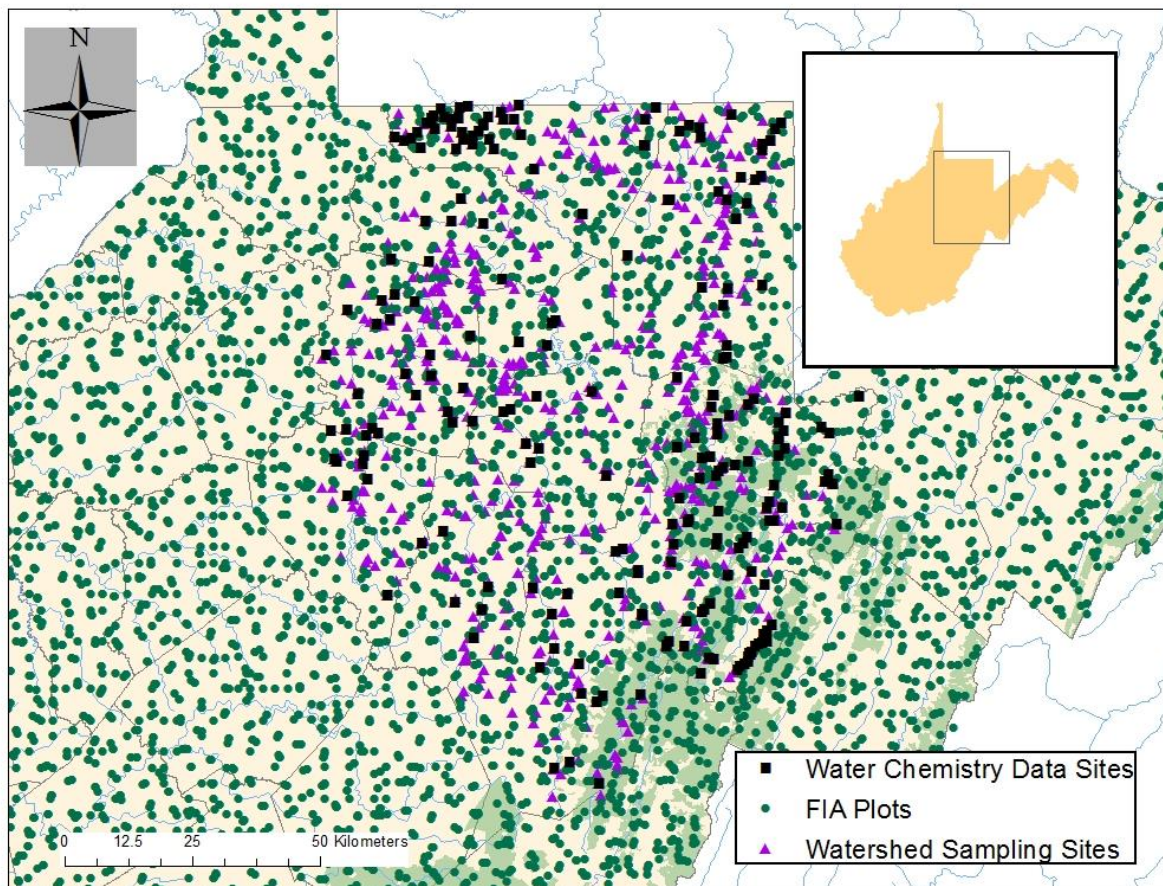 N
Water Chemistry Data Sites
FIA Plots
Watershed Sampling Sites
0 12.5 25 50 Kilometers